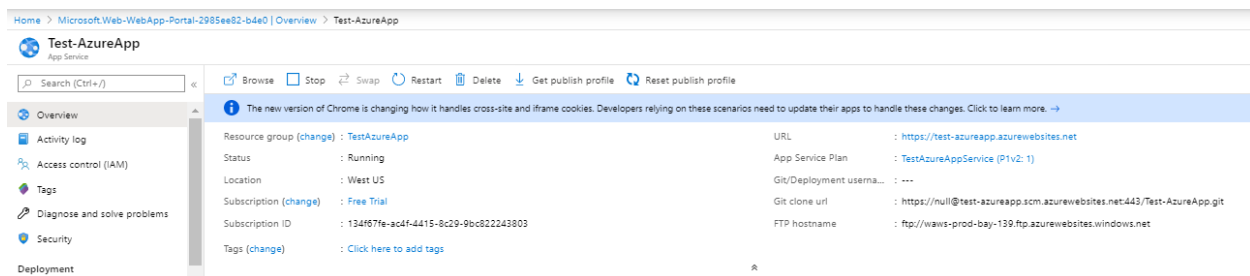 Home > Microsoft.Web-WebApp-Portal-2985ee82-b4e0 | Overview > Test-AzureApp
Test-AzureApp
App Service
Search (Ctrl+/)
«
Overview
Activity log
Access control (IAM)
Tags
Diagnose and solve problems
Security
Deployment
Browse Stop Swap Restart Delete Get publish profile Reset publish profile
The new version of Chrome is changing how it handles cross-site and iframe cookies. Developers relying on these scenarios need to update their apps to handle these changes. Click to learn more. →
Resource group (change) : TestAzureApp
Status : Running
Location : West US
Subscription (change) : Free Trial
Subscription ID : 134f67fe-ac4f-4415-8c29-9bc822243803
Tags (change) : Click here to add tags
URL : https://test-azureapp.azurewebsites.net
App Service Plan : TestAzureAppService (P1v2: 1)
Git/Deployment userna... : ---
Git clone url : https://null@test-azureapp.scm.azurewebsites.net:443/Test-AzureApp.git
FTP hostname : ftp://waws-prod-bay-139.ftp.azurewebsites.windows.net